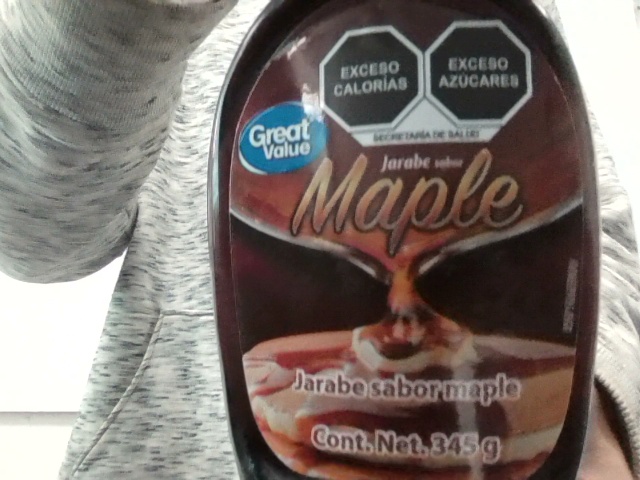 EXCESO
CALORÍAS
EXCESO
AZÚCARES
SECRETARÍA DE SALUD
Great
Value
Jarabe sabor
Maple
Jarabe sabor maple
Cont. Net. 345 g